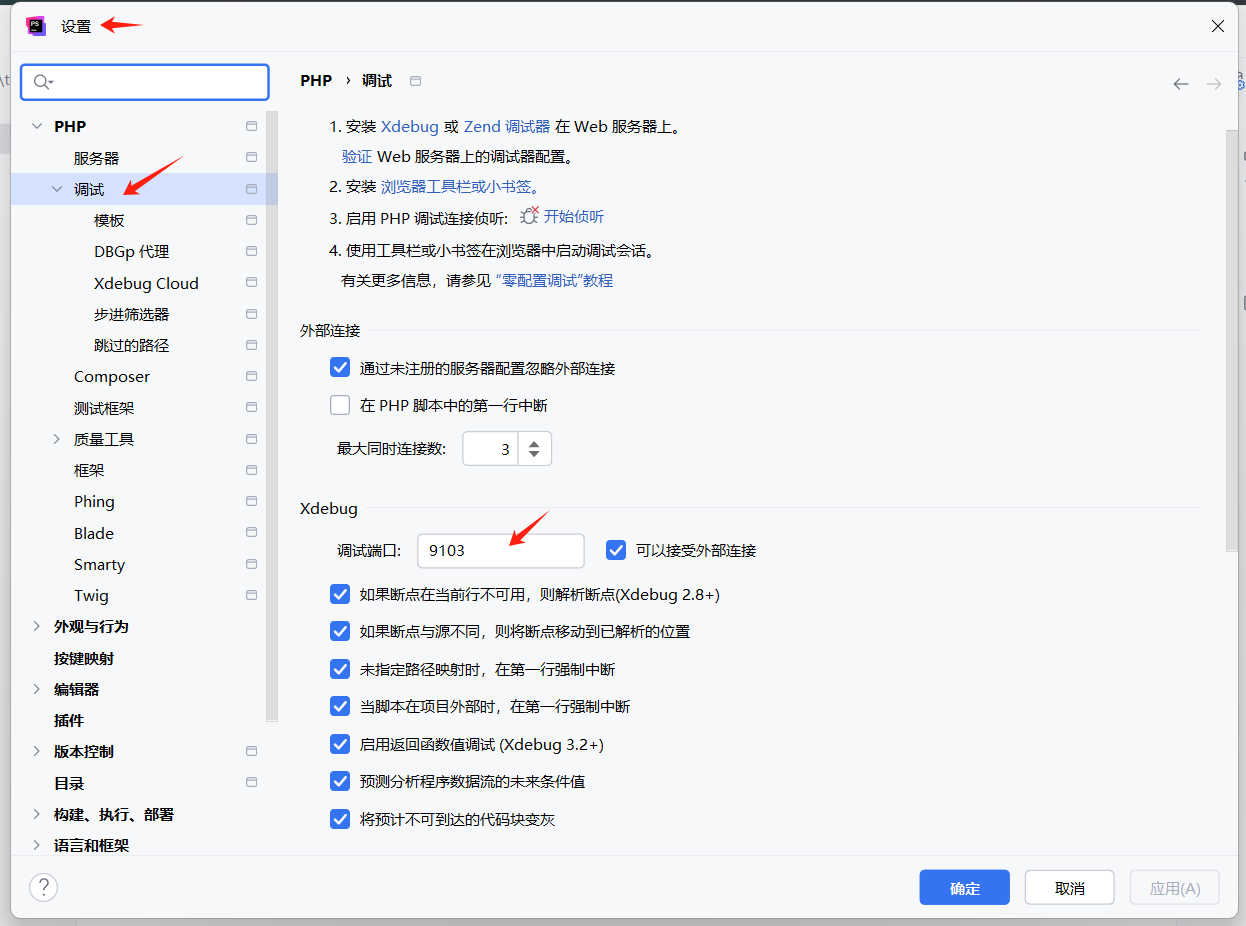 PS
设置
PHP
服务器
调试
模板
DBGp 代理
Xdebug Cloud
步进筛选器
跳过的路径
Composer
测试框架
质量工具
框架
Phing
Blade
Smarty
Twig
外观与行为
按键映射
编辑器
插件
版本控制
目录
构建、执行、部署
语言和框架
PHP › 调试
1. 安装 Xdebug 或 Zend 调试器 在 Web 服务器上。
验证 Web 服务器上的调试器配置。
2. 安装 浏览器工具栏或小书签。
3. 启用 PHP 调试连接侦听: 开始侦听
4. 使用工具栏或小书签在浏览器中启动调试会话。
有关更多信息，请参见 “零配置调试”教程
外部连接
通过未注册的服务器配置忽略外部连接
在 PHP 脚本中的第一行中断
最大同时连接数: 3
Xdebug
调试端口: 9103 可以接受外部连接
如果断点在当前行不可用，则解析断点(Xdebug 2.8+)
如果断点与源不同，则将断点移动到已解析的位置
未指定路径映射时，在第一行强制中断
当脚本在项目外部时，在第一行强制中断
启用返回函数值调试 (Xdebug 3.2+)
预测分析程序数据流的未来条件值
将预计不可到达的代码块变灰
?
确定 取消 应用(A)